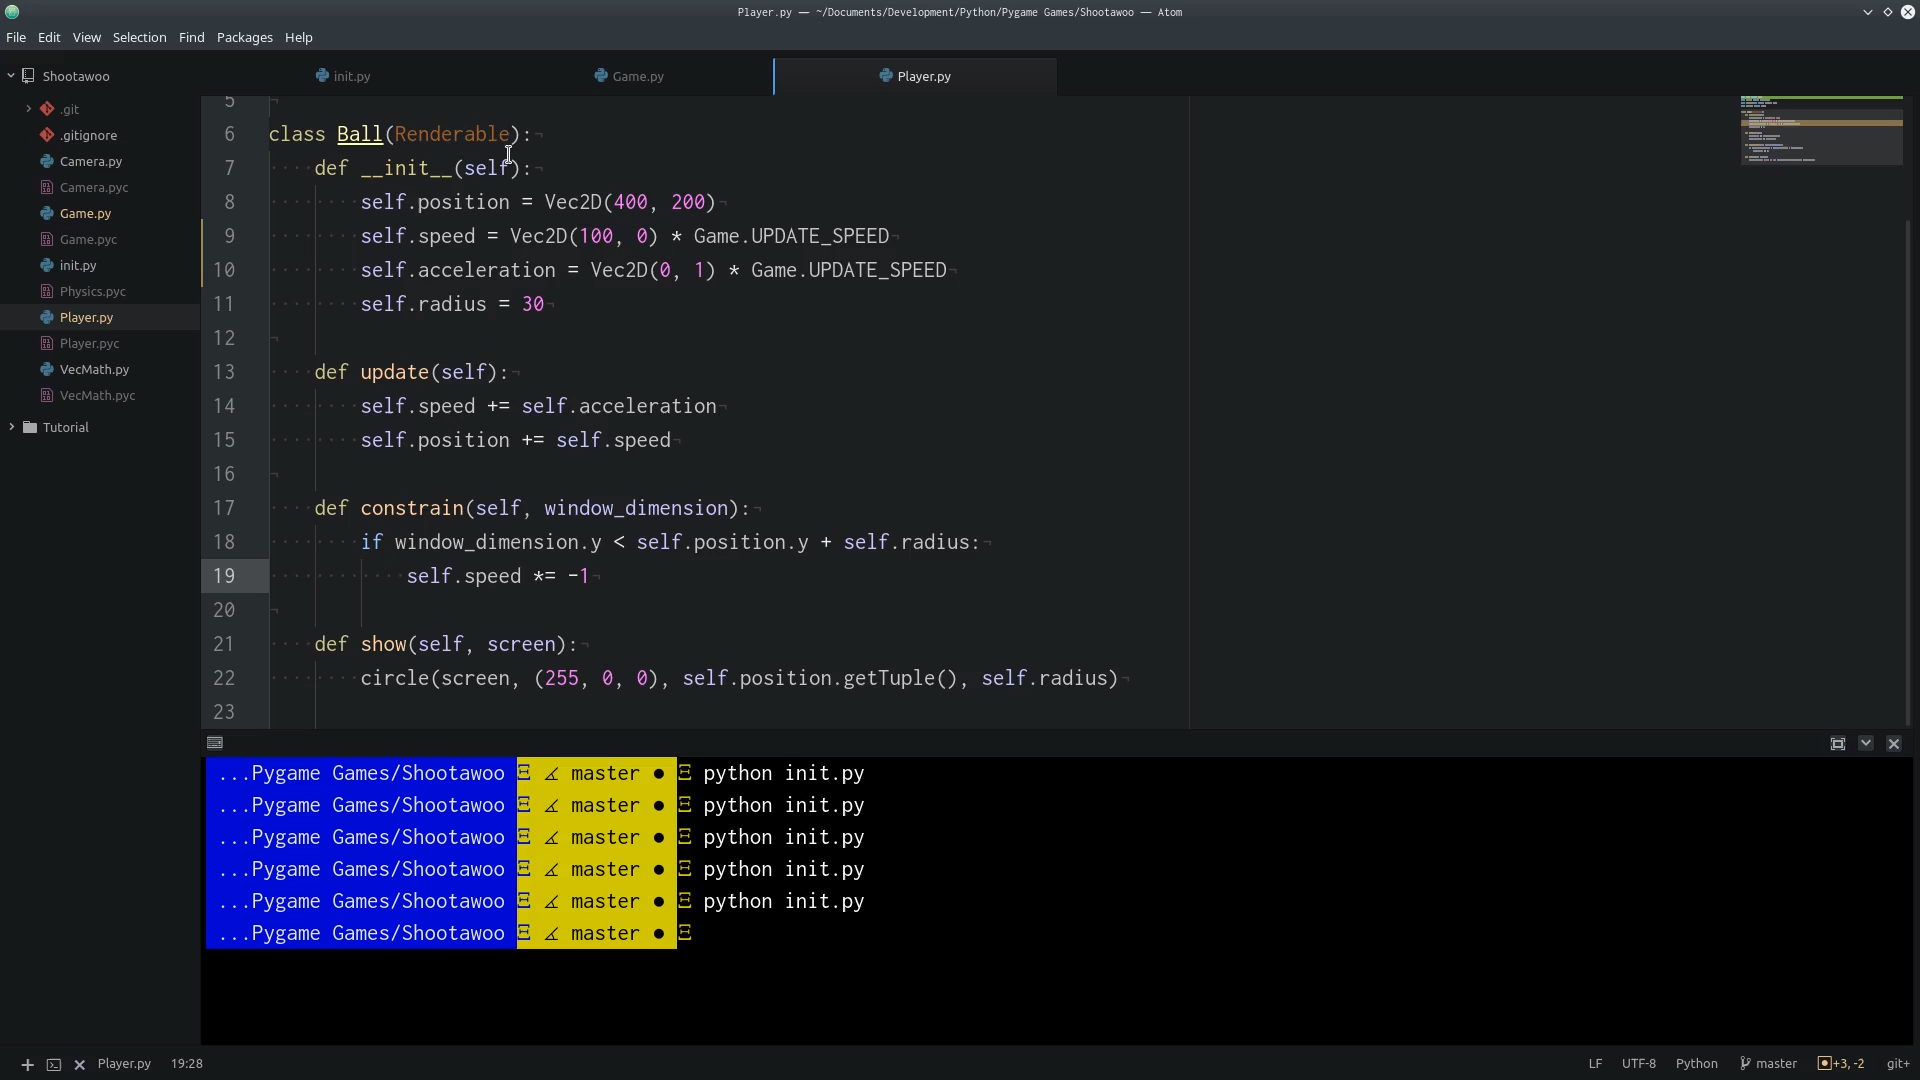 Player.py — ~/Documents/Development/Python/Pygame Games/Shootawoo — Atom
File Edit View Selection Find Packages Help
Shootawoo
.git
.gitignore
Camera.py
Camera.pyc
Game.py
Game.pyc
init.py
Physics.pyc
Player.py
Player.pyc
VecMath.py
VecMath.pyc
Tutorial
init.py Game.py Player.py
5
6 class Ball(Renderable):
7 def __init__(self):
8 self.position = Vec2D(400, 200)
9 self.speed = Vec2D(100, 0) * Game.UPDATE_SPEED
10 self.acceleration = Vec2D(0, 1) * Game.UPDATE_SPEED
11 self.radius = 30
12
13 def update(self):
14 self.speed += self.acceleration
15 self.position += self.speed
16
17 def constrain(self, window_dimension):
18 if window_dimension.y < self.position.y + self.radius:
19 self.speed *= -1
20
21 def show(self, screen):
22 circle(screen, (255, 0, 0), self.position.getTuple(), self.radius)
23
...Pygame Games/Shootawoo Ξ ∡ master ● Ξ python init.py
...Pygame Games/Shootawoo Ξ ∡ master ● Ξ python init.py
...Pygame Games/Shootawoo Ξ ∡ master ● Ξ python init.py
...Pygame Games/Shootawoo Ξ ∡ master ● Ξ python init.py
...Pygame Games/Shootawoo Ξ ∡ master ● Ξ python init.py
...Pygame Games/Shootawoo Ξ ∡ master ● Ξ
Player.py 19:28 LF UTF-8 Python master +3, -2 git+